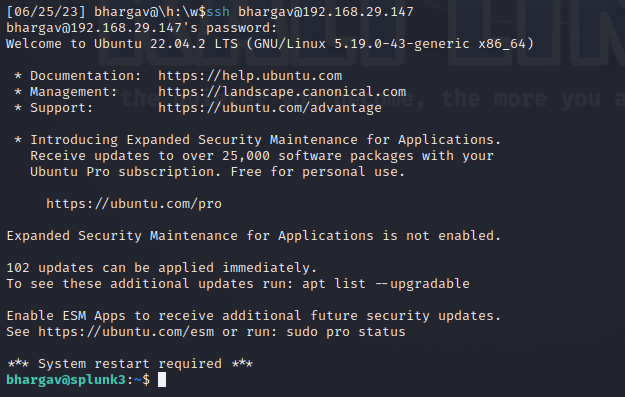 [06/25/23] bhargav@\h:\w$ssh bhargav@192.168.29.147
bhargav@192.168.29.147's password:
Welcome to Ubuntu 22.04.2 LTS (GNU/Linux 5.19.0-43-generic x86_64)
* Documentation: https://help.ubuntu.com
* Management: https://landscape.canonical.com
* Support: https://ubuntu.com/advantage
* Introducing Expanded Security Maintenance for Applications.
Receive updates to over 25,000 software packages with your
Ubuntu Pro subscription. Free for personal use.
https://ubuntu.com/pro
Expanded Security Maintenance for Applications is not enabled.
102 updates can be applied immediately.
To see these additional updates run: apt list --upgradable
Enable ESM Apps to receive additional future security updates.
See https://ubuntu.com/esm or run: sudo pro status
*** System restart required ***
bhargav@splunk3:~$